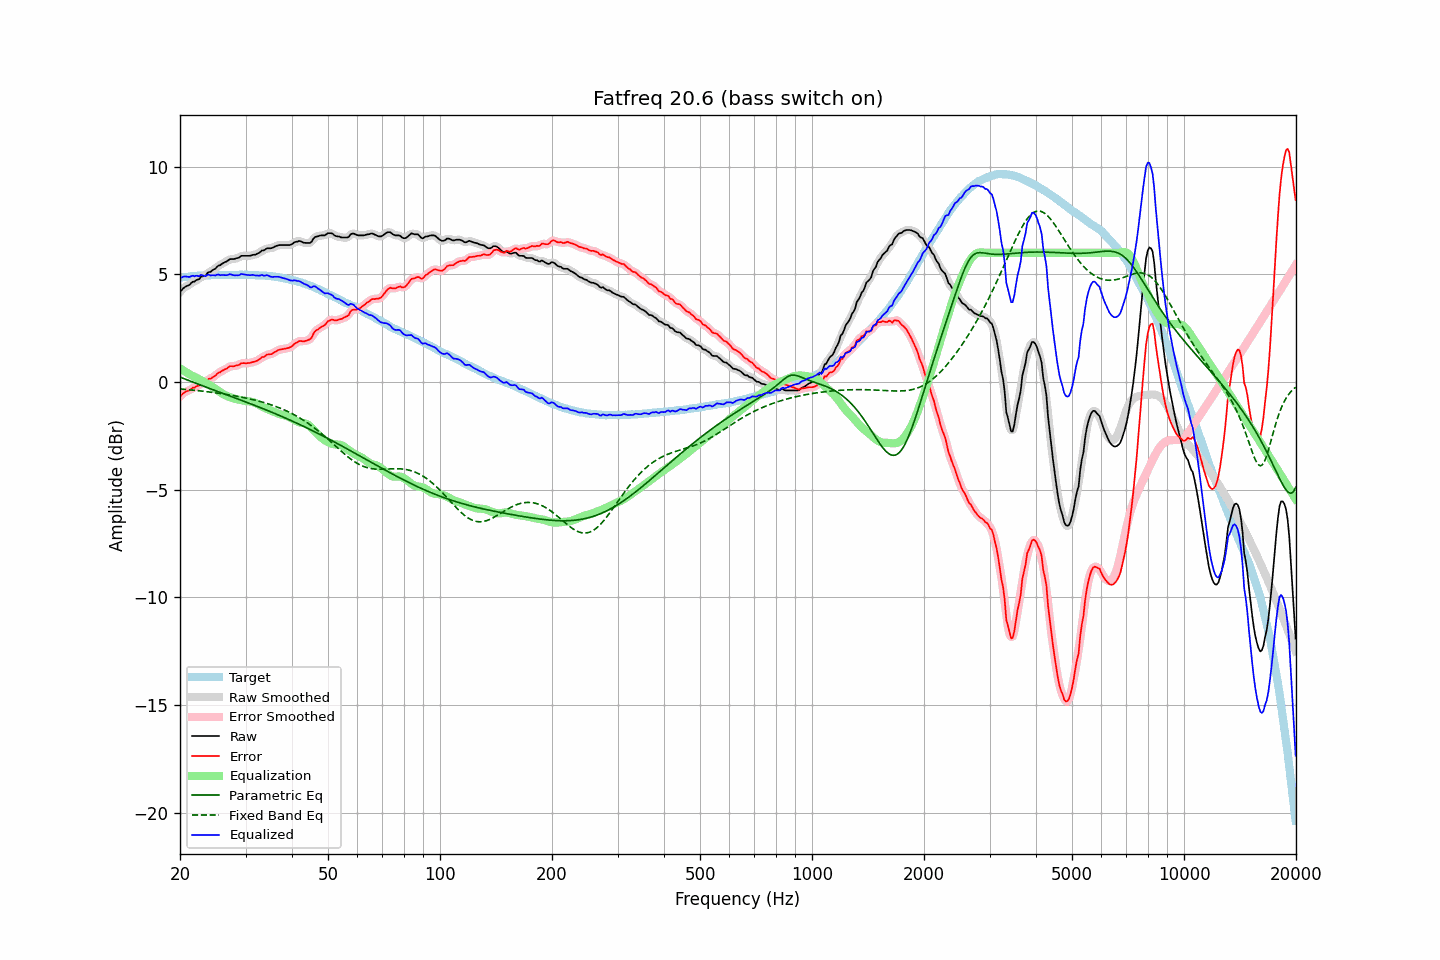 Fatfreq 20.6 (bass switch on)
10
5
0
−5
−10
−15
−20
Amplitude (dBr)
Target
Raw Smoothed
Error Smoothed
Raw
Error
Equalization
Parametric Eq
Fixed Band Eq
Equalized
20 50 100 200 500 1000 2000 5000 10000 20000
Frequency (Hz)